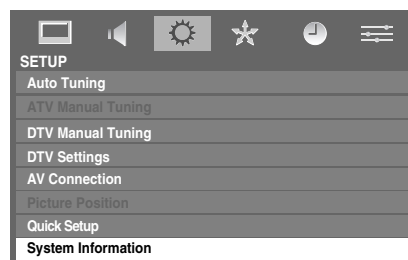 SETUP
Auto Tuning
ATV Manual Tuning
DTV Manual Tuning
DTV Settings
AV Connection
Picture Position
Quick Setup
System Information